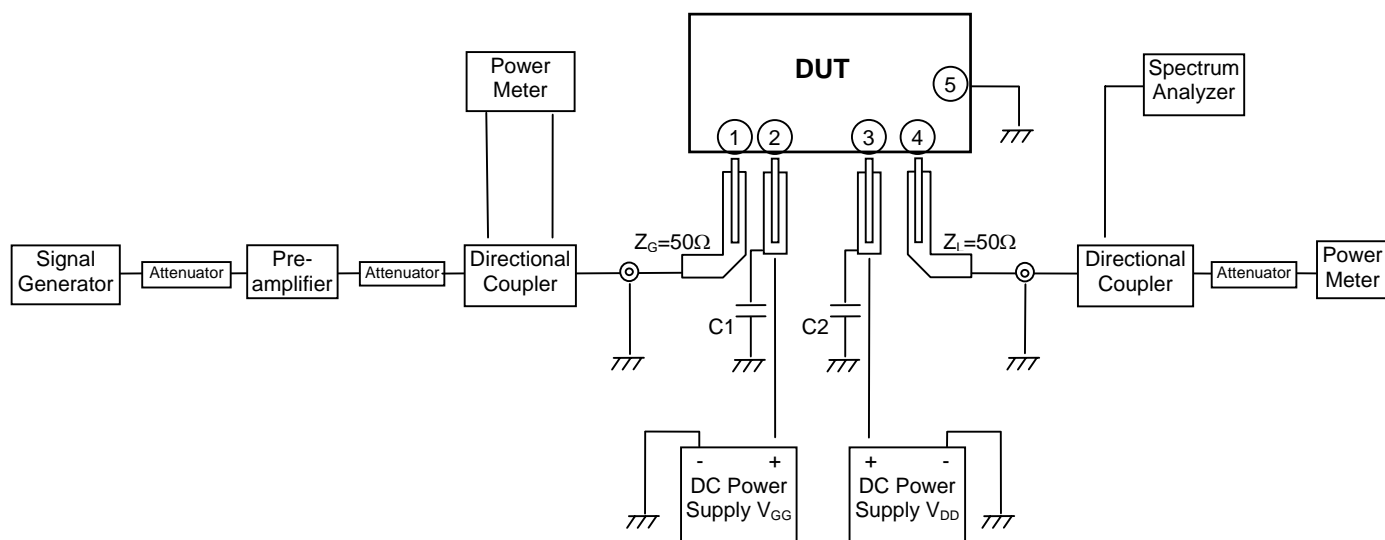 DUT
Power
Meter
Spectrum
Analyzer
5
1
2
3
4
Z_G=50Ω
Z_L=50Ω
Signal
Generator
Attenuator
Pre-
amplifier
Attenuator
Directional
Coupler
Directional
Coupler
Attenuator
Power
Meter
C1
C2
- +
DC Power
Supply V_GG
+ -
DC Power
Supply V_DD